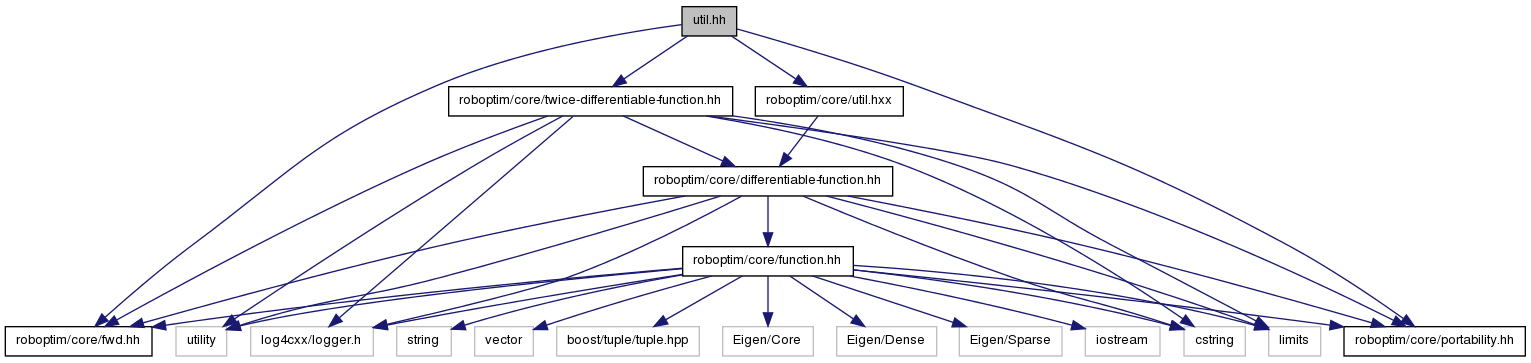 util.hh
roboptim/core/twice-differentiable-function.hh
roboptim/core/util.hxx
roboptim/core/differentiable-function.hh
roboptim/core/function.hh
roboptim/core/fwd.hh
utility
log4cxx/logger.h
string
vector
boost/tuple/tuple.hpp
Eigen/Core
Eigen/Dense
Eigen/Sparse
iostream
cstring
limits
roboptim/core/portability.hh